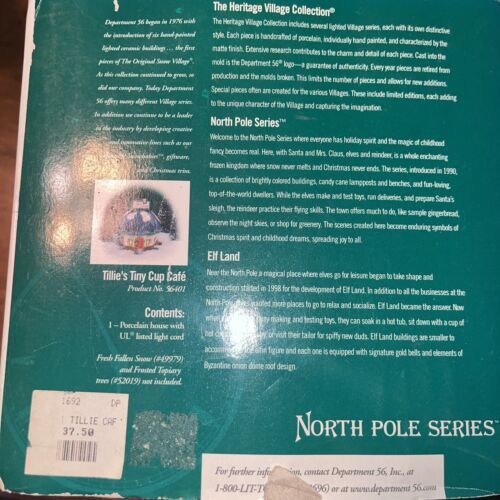 Department 56 began in 1976 with
the introduction of six hand-painted
lighted ceramic buildings ... the first
pieces of The Original Snow Village®.
As this collection continued to grow, so
did our company. Today Department
56 offers many different Village series.
In addition we continue to be a leader
in the industry by developing creative
and innovative lines such as our
Snowbabies™, giftware,
and Christmas trim.
Tillie's Tiny Cup Café
Product No. 56401
Contents:
1 – Porcelain house with
UL® listed light cord
Fresh Fallen Snow (#49979)
and Frosted Topiary
trees (#52019) not included.
1692 DP
TILLIE CAF
37.50
The Heritage Village Collection®
The Heritage Village Collection includes several lighted Village series, each with its own distinctive
style. Each piece is handcrafted of porcelain, individually hand painted, and characterized by the
matte finish. Extensive research contributes to the charm and detail of each piece. Cast into the
mold is the Department 56® logo—a guarantee of authenticity. Every year pieces are retired from
production and the molds broken. This limits the number of pieces and allows for new additions.
Special pieces often are created for the various Villages. These include limited editions, each adding
to the unique character of the Village and capturing the imagination.
North Pole Series™
Welcome to the North Pole Series where everyone has holiday spirit and the magic of childhood
fancy becomes real. Here, with Santa and Mrs. Claus, elves and reindeer, is a whole enchanting
frozen kingdom where snow never melts and Christmas never ends. The series, introduced in 1990,
is a collection of brightly colored buildings, candy cane lampposts and benches, and fun-loving,
top-of-the-world dwellers. While the elves make and test toys, run deliveries, and prepare Santa's
sleigh, the reindeer practice their flying skills. The town offers much to do, like sample gingerbread,
observe the night skies, or shop for greenery. The scenes created here become enduring symbols of
Christmas spirit and childhood dreams, spreading joy to all.
Elf Land
Near the North Pole a magical place where elves go for leisure began to take shape and
construction started in 1998 for the development of Elf Land. In addition to all the businesses at the
North Pole, elves wanted more places to go to relax and socialize. Elf Land became the answer. Now
when busy making and testing toys, they can soak in a hot tub, sit down with a cup of
hot or visit their tailor for spiffy new duds. Elf Land buildings are smaller to
accommodate the elfin figure and each one is equipped with signature gold bells and elements of
Byzantine onion dome roof design.
NORTH POLE SERIES™
For further information, contact Department 56, Inc., at
1-800-LIT-T 696) or at www.department56.com